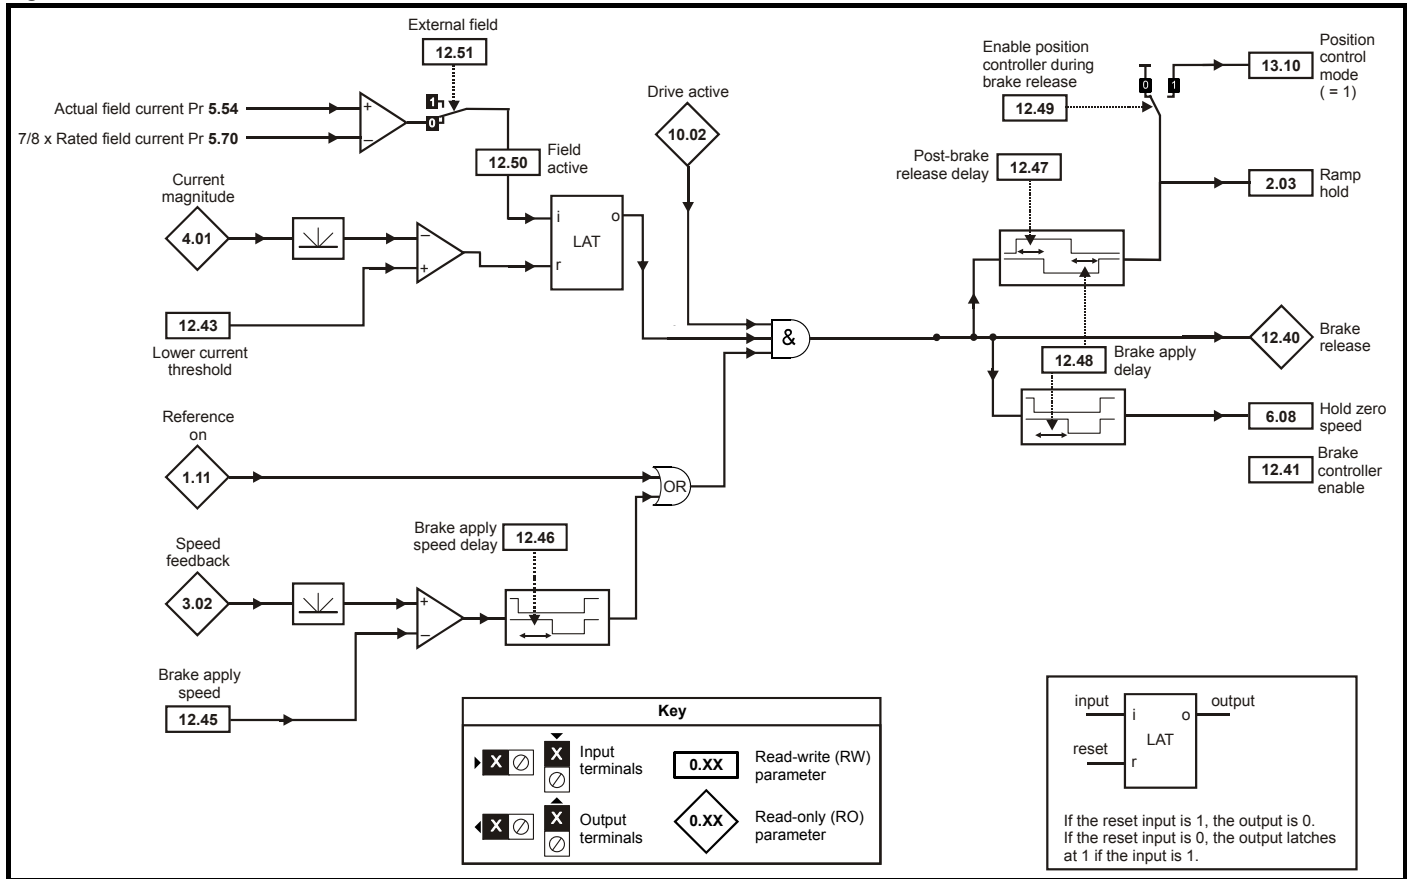 External field
12.51
Actual field current Pr 5.54
7/8 x Rated field current Pr 5.70
+
–
1
0
12.50
Field
active
Current
magnitude
4.01
–
+
12.43
Lower current
threshold
i
o
LAT
r
Drive active
10.02
&
Reference
on
1.11
OR
Speed
feedback
3.02
+
–
Brake apply
speed delay
12.46
Brake apply
speed
12.45
Enable position
controller during
brake release
12.49
0
1
13.10
Position
control
mode
( = 1)
Post-brake
release delay
12.47
2.03
Ramp
hold
12.40
Brake
release
12.48
Brake apply
delay
6.08
Hold zero
speed
12.41
Brake
controller
enable
Key
X
X
Input
terminals
0.XX
Read-write (RW)
parameter
X
X
Output
terminals
0.XX
Read-only (RO)
parameter
input
i
o
output
LAT
reset
r
If the reset input is 1, the output is 0.
If the reset input is 0, the output latches
at 1 if the input is 1.